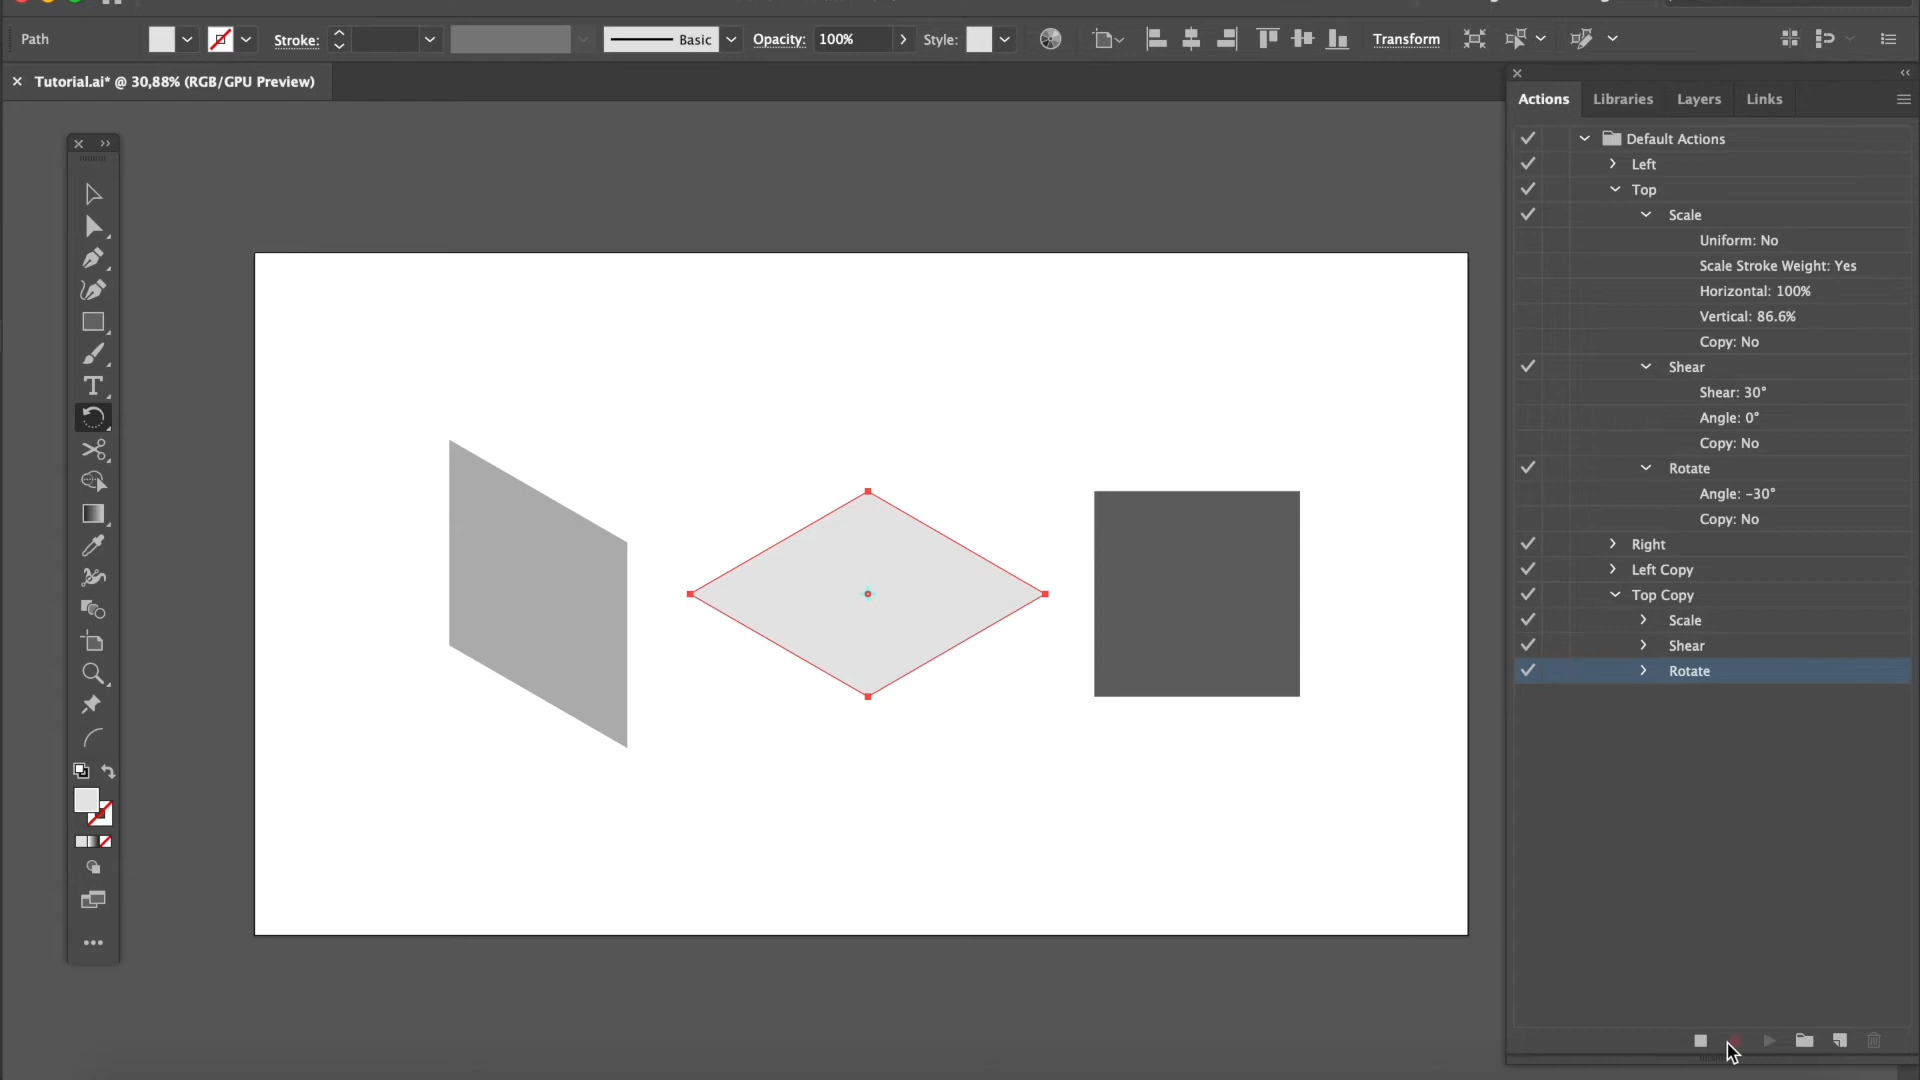 Path
Stroke:
Basic
Opacity:
100%
Style:
Transform
Tutorial.ai* @ 30,88% (RGB/GPU Preview)
Actions
Libraries
Layers
Links
Default Actions
Left
Top
Scale
Uniform: No
Scale Stroke Weight: Yes
Horizontal: 100%
Vertical: 86.6%
Copy: No
Shear
Shear: 30°
Angle: 0°
Copy: No
Rotate
Angle: -30°
Copy: No
Right
Left Copy
Top Copy
Scale
Shear
Rotate